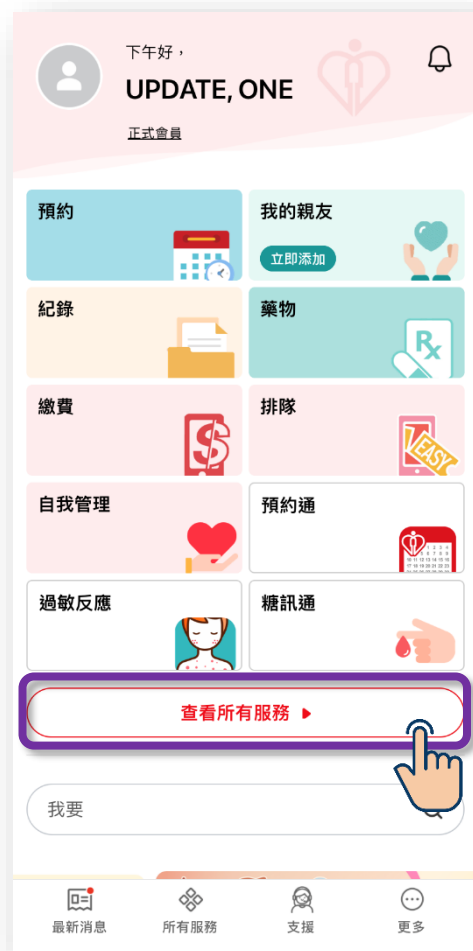 下午好，
UPDATE, ONE
正式會員
預約
我的親友
立即添加
紀錄
藥物
Rx
繳費
排隊
EASY
自我管理
預約通
過敏反應
糖訊通
查看所有服務 ▶
我要
最新消息
所有服務
支援
更多